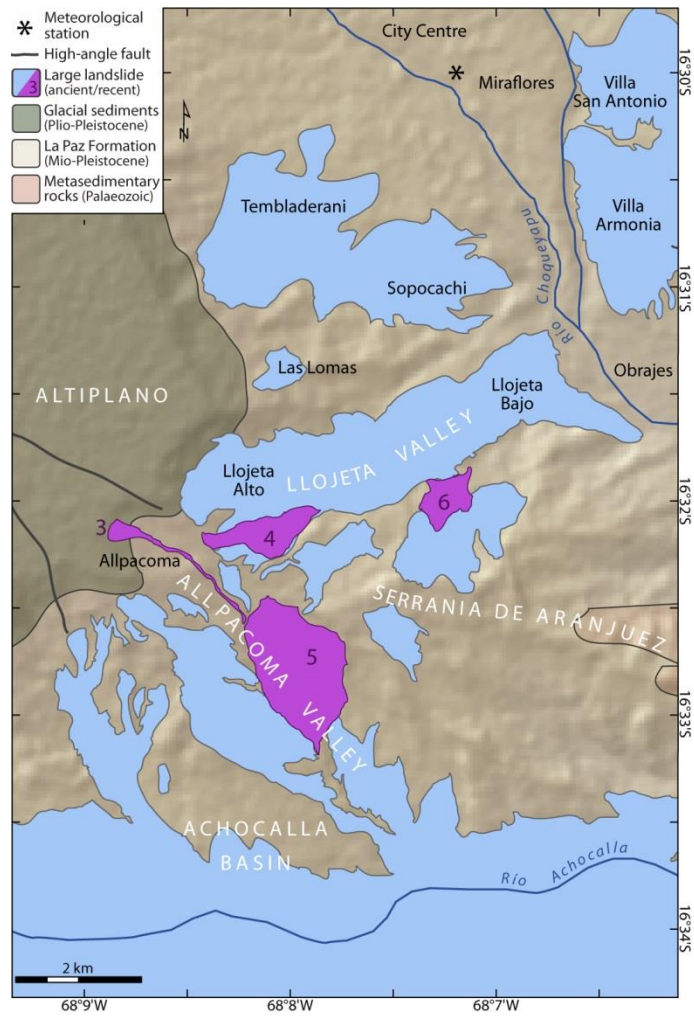 Meteorological
station
High-angle fault
3
Large landslide
(ancient/recent)
Glacial sediments
(Plio-Pleistocene)
La Paz Formation
(Mio-Pleistocene)
Metasedimentary
rocks (Palaeozoic)
N
City Centre
Miraflores
Villa
San Antonio
Villa
Armonia
Tembladerani
Sopocachi
Río Choqueyapu
Obrajes
Las Lomas
ALTIPLANO
Llojeta
Bajo
LLOJETA VALLEY
Llojeta
Alto
3
4
6
Allpacoma
ALLPACOMA VALLEY
SERRANIA DE ARANJUEZ
5
ACHOCALLA
BASIN
Río Achocalla
2 km
16°30'S
16°31'S
16°32'S
16°33'S
16°34'S
68°9'W
68°8'W
68°7'W